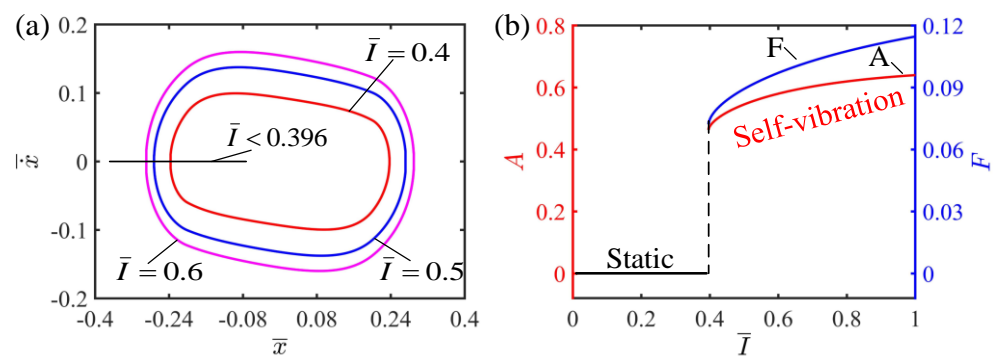 (a)
0.2
0.1
0
-0.1
-0.2
-0.4
-0.24
-0.08
0.08
0.24
0.4
x̄
ẋ̄
Ī = 0.4
Ī < 0.396
Ī = 0.6
Ī = 0.5
(b)
0.8
0.6
0.4
0.2
0
A
0.12
0.09
0.06
0.03
0
F̄
0
0.2
0.4
0.6
0.8
1
Ī
F
A
Self-vibration
Static